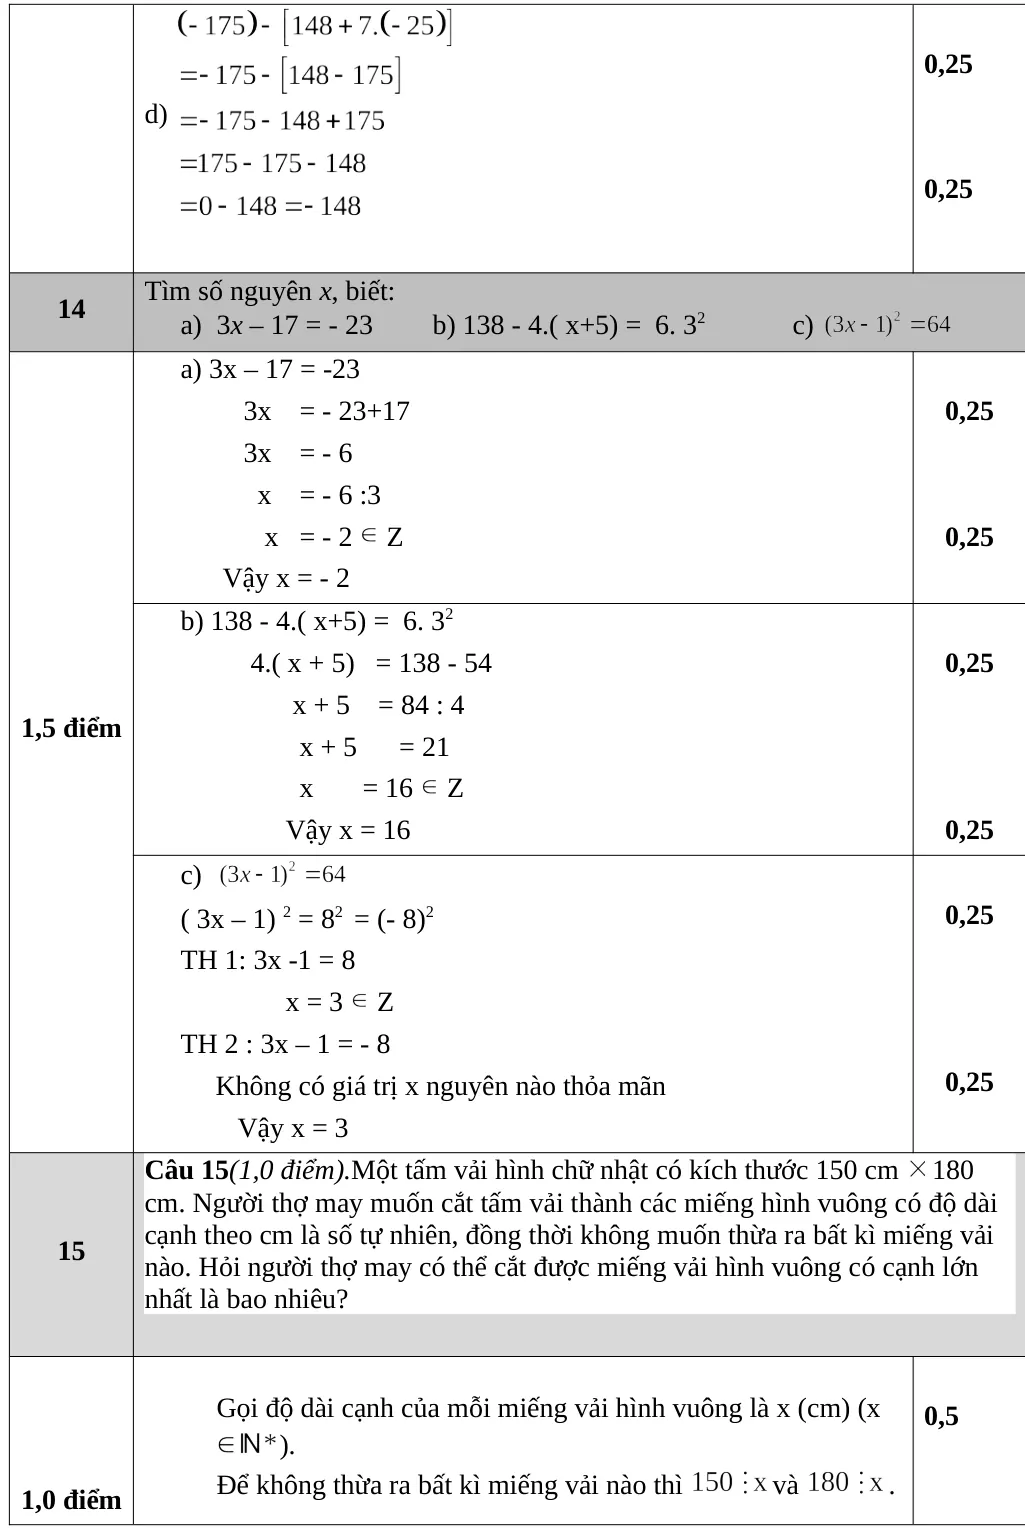 (- 175) - [148 + 7.(- 25)]
=- 175 - [148 - 175]
0,25
d) =- 175 - 148 +175
=175 - 175 - 148
0,25
=0 - 148 =- 148
14
Tìm số nguyên x, biết:
a) 3x – 17 = - 23 b) 138 - 4.( x+5) = 6. 3² c) (3x - 1)² =64
a) 3x – 17 = -23
3x = - 23+17 0,25
3x = - 6
x = - 6 :3
x = - 2 ∈ Z 0,25
Vậy x = - 2
b) 138 - 4.( x+5) = 6. 3²
4.( x + 5) = 138 - 54 0,25
x + 5 = 84 : 4
1,5 điểm
x + 5 = 21
x = 16 ∈ Z
Vậy x = 16 0,25
c) (3x - 1)² =64
( 3x – 1) ² = 8² = (- 8)² 0,25
TH 1: 3x -1 = 8
x = 3 ∈ Z
TH 2 : 3x – 1 = - 8
Không có giá trị x nguyên nào thỏa mãn 0,25
Vậy x = 3
15
Câu 15(1,0 điểm).Một tấm vải hình chữ nhật có kích thước 150 cm × 180
cm. Người thợ may muốn cắt tấm vải thành các miếng hình vuông có độ dài
cạnh theo cm là số tự nhiên, đồng thời không muốn thừa ra bất kì miếng vải
nào. Hỏi người thợ may có thể cắt được miếng vải hình vuông có cạnh lớn
nhất là bao nhiêu?
Gọi độ dài cạnh của mỗi miếng vải hình vuông là x (cm) (x 0,5
∈ ℕ*).
Để không thừa ra bất kì miếng vải nào thì 150 ⋮ x và 180 ⋮ x .
1,0 điểm